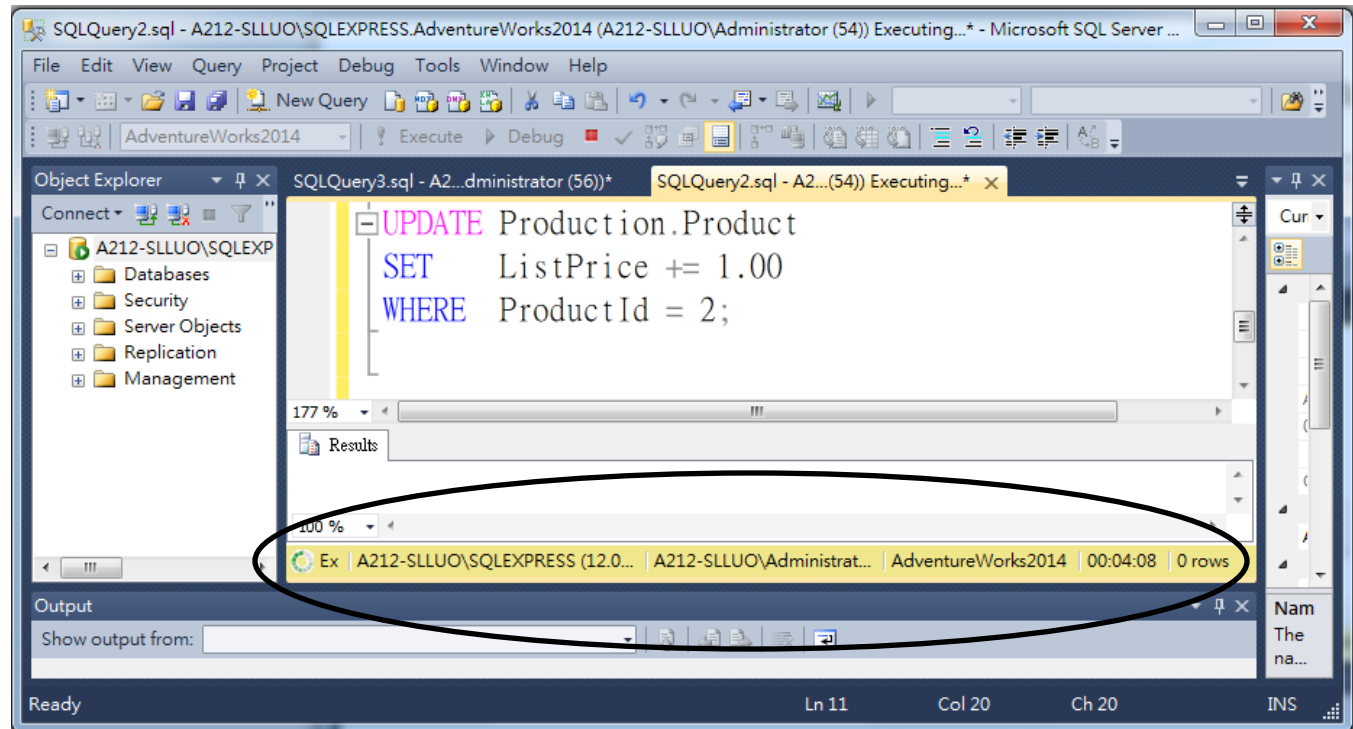 SQLQuery2.sql - A212-SLLUO\SQLEXPRESS.AdventureWorks2014 (A212-SLLUO\Administrator (54)) Executing...* - Microsoft SQL Server ...
File Edit View Query Project Debug Tools Window Help
New Query
AdventureWorks2014 Execute Debug
Object Explorer
SQLQuery3.sql - A2...dministrator (56))* SQLQuery2.sql - A2...(54)) Executing...*
Connect
Cur
A212-SLLUO\SQLEXP
Databases
Security
Server Objects
Replication
Management
UPDATE Production.Product
SET ListPrice += 1.00
WHERE ProductId = 2;
177 %
Results
100 %
Ex A212-SLLUO\SQLEXPRESS (12.0... A212-SLLUO\Administrat... AdventureWorks2014 00:04:08 0 rows
Output
Show output from:
Nam
The
na...
Ready Ln 11 Col 20 Ch 20 INS